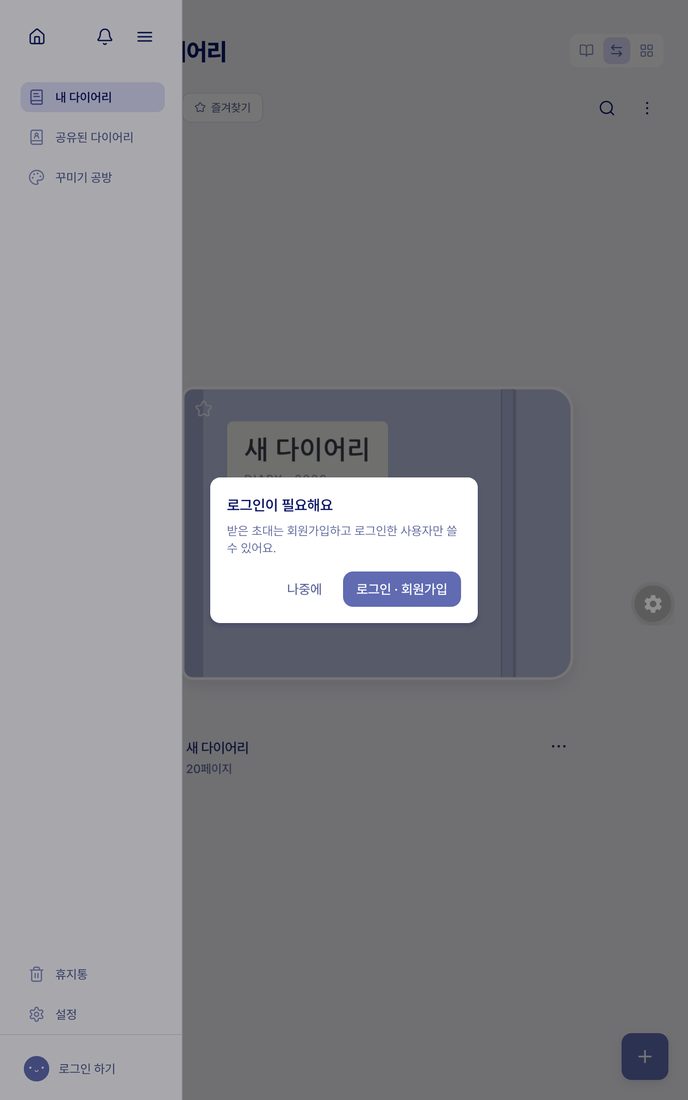 이어리
내 다이어리
즐겨찾기
공유된 다이어리
꾸미기 공방
새 다이어리
로그인이 필요해요
받은 초대는 회원가입하고 로그인한 사용자만 쓸
수 있어요.
나중에
로그인 · 회원가입
새 다이어리
20페이지
휴지통
설정
로그인 하기